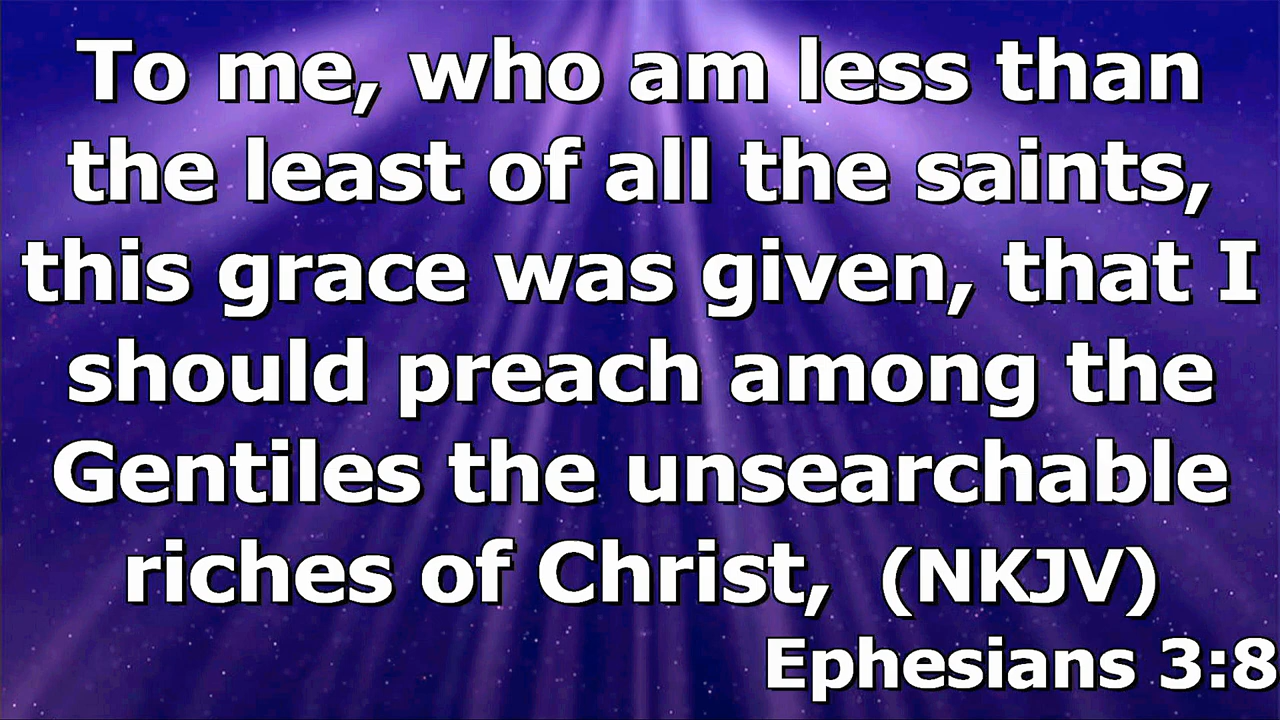 To me, who am less than
the least of all the saints,
this grace was given, that I
should preach among the
Gentiles the unsearchable
riches of Christ, (NKJV)
Ephesians 3:8